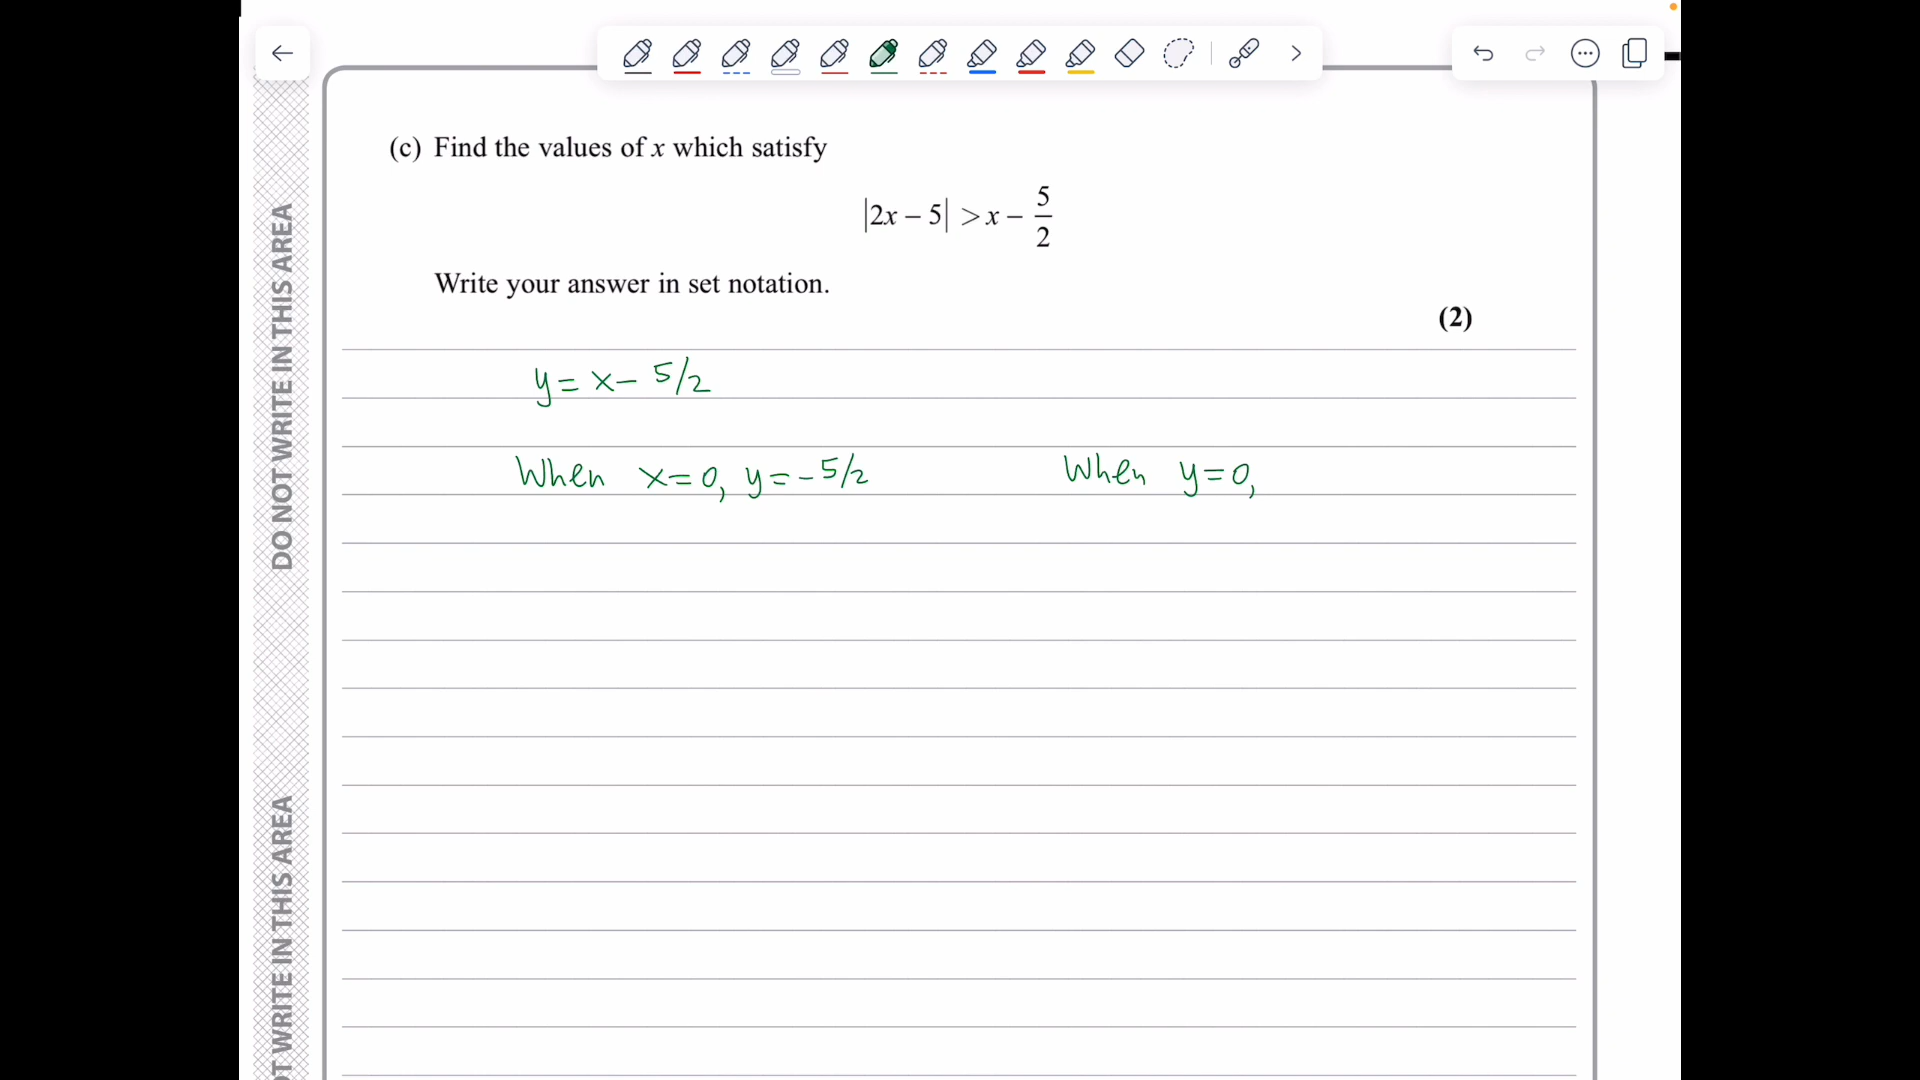 (c) Find the values of x which satisfy
|2x – 5| > x – 5/2
Write your answer in set notation.
(2)
y = x – 5/2
When x = 0, y = – 5/2
When y = 0,
DO NOT WRITE IN THIS AREA
OT WRITE IN THIS AREA